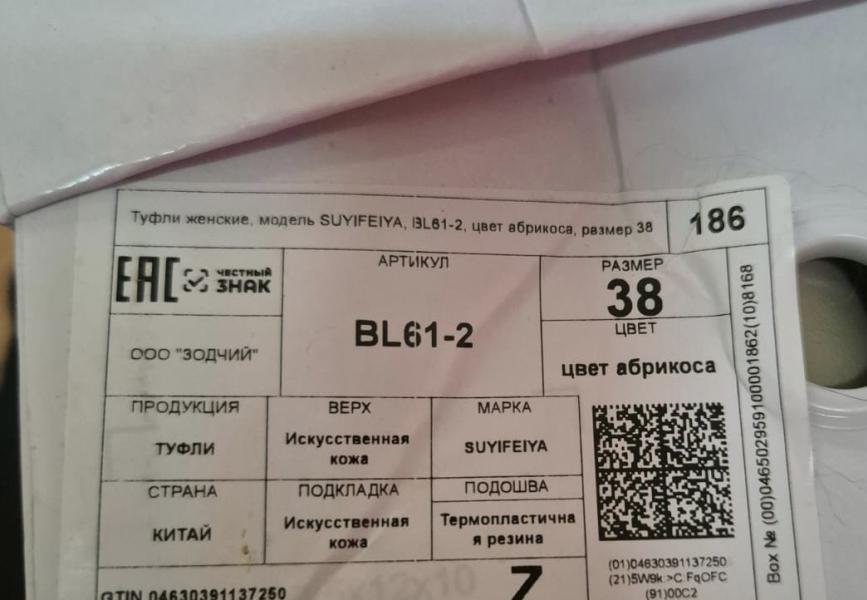 Туфли женские, модель SUYIFEIYA, BL61-2, цвет абрикоса, размер 38
186
EAC ЧЕСТНЫЙ
ЗНАК
АРТИКУЛ
BL61-2
РАЗМЕР
38
ООО "ЗОДЧИЙ"
ЦВЕТ
цвет абрикоса
ПРОДУКЦИЯ
ТУФЛИ
ВЕРХ
Искусственная
кожа
МАРКА
SUYIFEIYA
СТРАНА
КИТАЙ
ПОДКЛАДКА
Искусственная
кожа
ПОДОШВА
Термопластична
я резина
(01)04630391137250
(21)5W9k:>C:FqOFC
(91)00C2
GTIN 04630391137250
Z
Box № (00)046502959100001862(10)8168